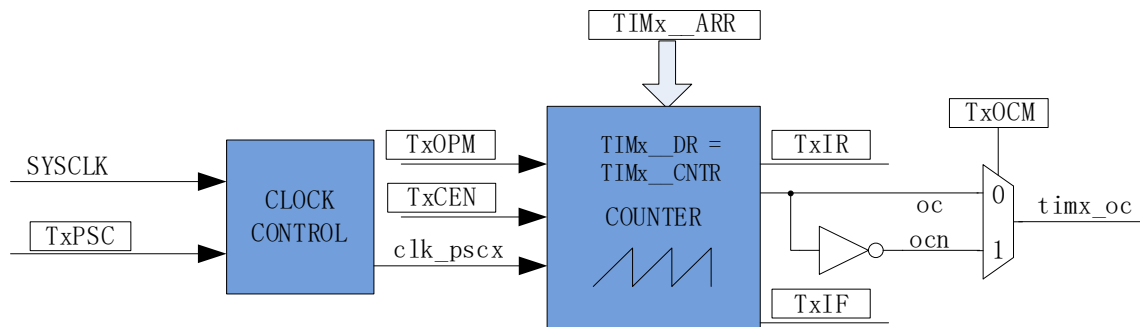 TIMx__ARR
SYSCLK
TxPSC
CLOCK
CONTROL
TxOPM
TxCEN
clk_pscx
TIMx__DR =
TIMx__CNTR
COUNTER
TxIR
oc
ocn
TxIF
TxOCM
0
1
timx_oc